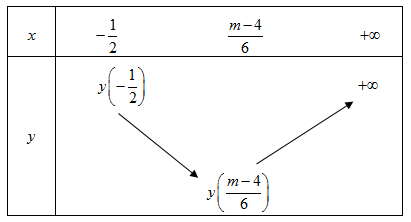 x −1/2 (m−4)/6 +∞
y(−1/2) +∞
y
y((m−4)/6)